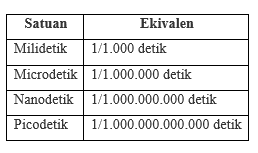 Satuan Ekivalen
Milidetik 1/1.000 detik
Microdetik 1/1.000.000 detik
Nanodetik 1/1.000.000.000 detik
Picodetik 1/1.000.000.000.000 detik